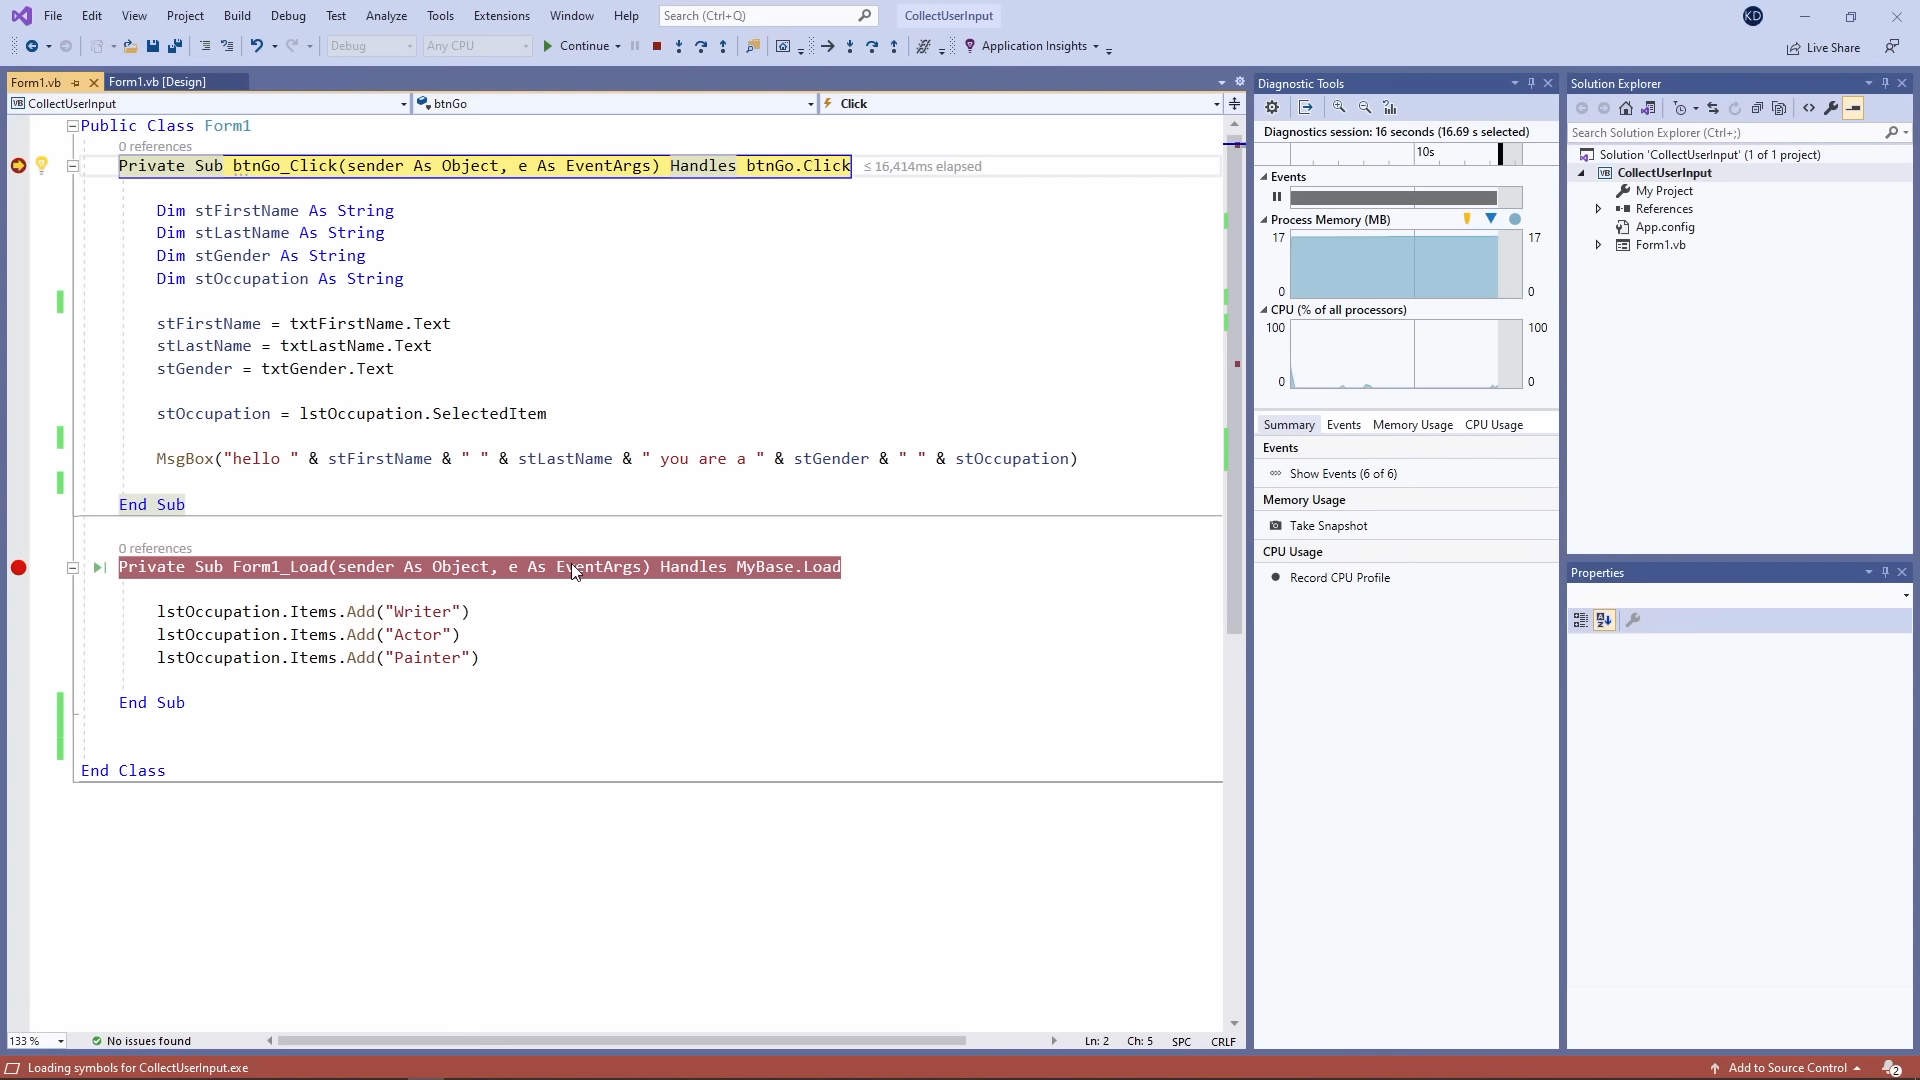 File Edit View Project Build Debug Test Analyze Tools Extensions Window Help Search (Ctrl+Q) CollectUserInput KD
Debug Any CPU Continue Application Insights Live Share
Form1.vb Form1.vb [Design]
VB CollectUserInput btnGo Click
Public Class Form1
0 references
Private Sub btnGo_Click(sender As Object, e As EventArgs) Handles btnGo.Click ≤ 16,414ms elapsed
Dim stFirstName As String
Dim stLastName As String
Dim stGender As String
Dim stOccupation As String
stFirstName = txtFirstName.Text
stLastName = txtLastName.Text
stGender = txtGender.Text
stOccupation = lstOccupation.SelectedItem
MsgBox("hello " & stFirstName & " " & stLastName & " you are a " & stGender & " " & stOccupation)
End Sub
0 references
Private Sub Form1_Load(sender As Object, e As EventArgs) Handles MyBase.Load
lstOccupation.Items.Add("Writer")
lstOccupation.Items.Add("Actor")
lstOccupation.Items.Add("Painter")
End Sub
End Class
133 % No issues found Ln: 2 Ch: 5 SPC CRLF
Diagnostic Tools
Diagnostics session: 16 seconds (16.69 s selected)
10s
Events
Process Memory (MB)
17 17
0 0
CPU (% of all processors)
100 100
0 0
Summary Events Memory Usage CPU Usage
Events
Show Events (6 of 6)
Memory Usage
Take Snapshot
CPU Usage
Record CPU Profile
Solution Explorer
Search Solution Explorer (Ctrl+;)
Solution 'CollectUserInput' (1 of 1 project)
VB CollectUserInput
My Project
References
App.config
Form1.vb
Properties
Loading symbols for CollectUserInput.exe Add to Source Control 2